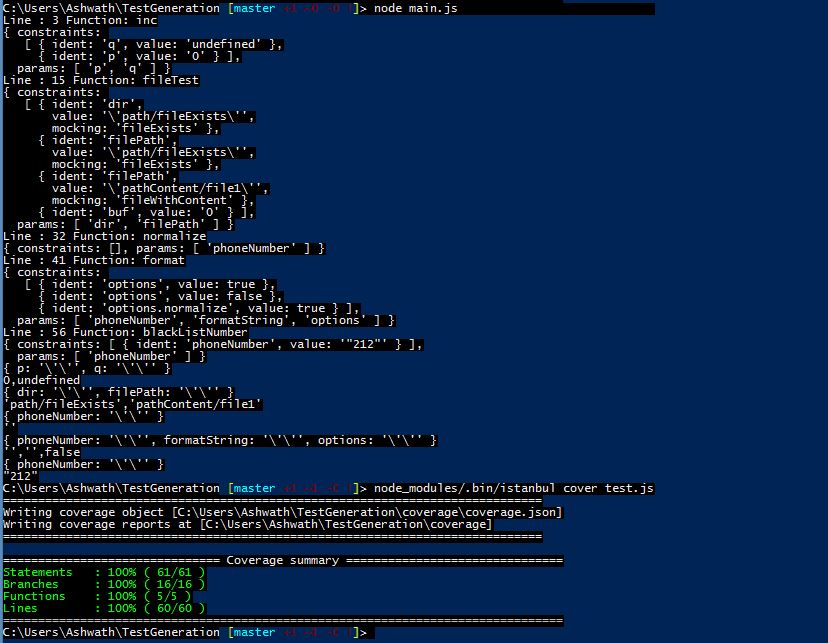 C:\Users\Ashwath\TestGeneration [master +1 ~0 -0 !]> node main.js
Line : 3 Function: inc
{ constraints:
   [ { ident: 'q', value: 'undefined' },
     { ident: 'p', value: '0' } ],
  params: [ 'p', 'q' ] }
Line : 15 Function: fileTest
{ constraints:
   [ { ident: 'dir',
       value: '\'path/fileExists\'',
       mocking: 'fileExists' },
     { ident: 'filePath',
       value: '\'path/fileExists\'',
       mocking: 'fileExists' },
     { ident: 'filePath',
       value: '\'pathContent/file1\'',
       mocking: 'fileWithContent' },
     { ident: 'buf', value: '0' } ],
  params: [ 'dir', 'filePath' ] }
Line : 32 Function: normalize
{ constraints: [], params: [ 'phoneNumber' ] }
Line : 41 Function: format
{ constraints:
   [ { ident: 'options', value: true },
     { ident: 'options', value: false },
     { ident: 'options.normalize', value: true } ],
  params: [ 'phoneNumber', 'formatString', 'options' ] }
Line : 56 Function: blackListNumber
{ constraints: [ { ident: 'phoneNumber', value: '"212"' } ],
  params: [ 'phoneNumber' ] }
{ p: '\'\'', q: '\'\'' }
0,undefined
{ dir: '\'\'', filePath: '\'\'' }
'path/fileExists','pathContent/file1'
{ phoneNumber: '\'\'' }
''
{ phoneNumber: '\'\'', formatString: '\'\'', options: '\'\'' }
'','',false
{ phoneNumber: '\'\'' }
"212"
C:\Users\Ashwath\TestGeneration [master ]> node_modules/.bin/istanbul cover test.js
=============================================================================
Writing coverage object [C:\Users\Ashwath\TestGeneration\coverage\coverage.json]
Writing coverage reports at [C:\Users\Ashwath\TestGeneration\coverage]
=============================================================================
=============================== Coverage summary ===============================
Statements   : 100% ( 61/61 )
Branches     : 100% ( 16/16 )
Functions    : 100% ( 5/5 )
Lines        : 100% ( 60/60 )
================================================================================
C:\Users\Ashwath\TestGeneration [master ]>